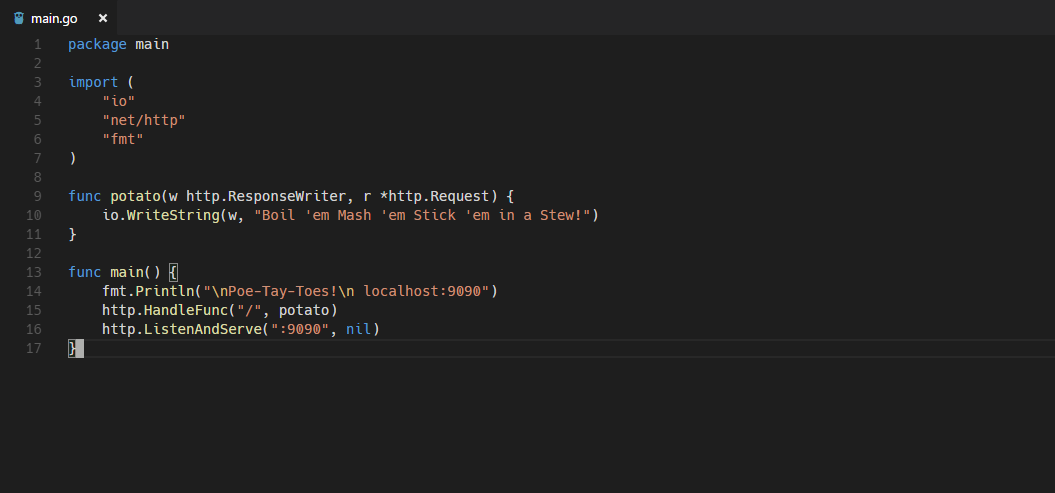 main.go ×
1 package main
2
3 import (
4     "io"
5     "net/http"
6     "fmt"
7 )
8
9 func potato(w http.ResponseWriter, r *http.Request) {
10     io.WriteString(w, "Boil 'em Mash 'em Stick 'em in a Stew!")
11 }
12
13 func main() {
14     fmt.Println("\nPoe-Tay-Toes!\n localhost:9090")
15     http.HandleFunc("/", potato)
16     http.ListenAndServe(":9090", nil)
17 }